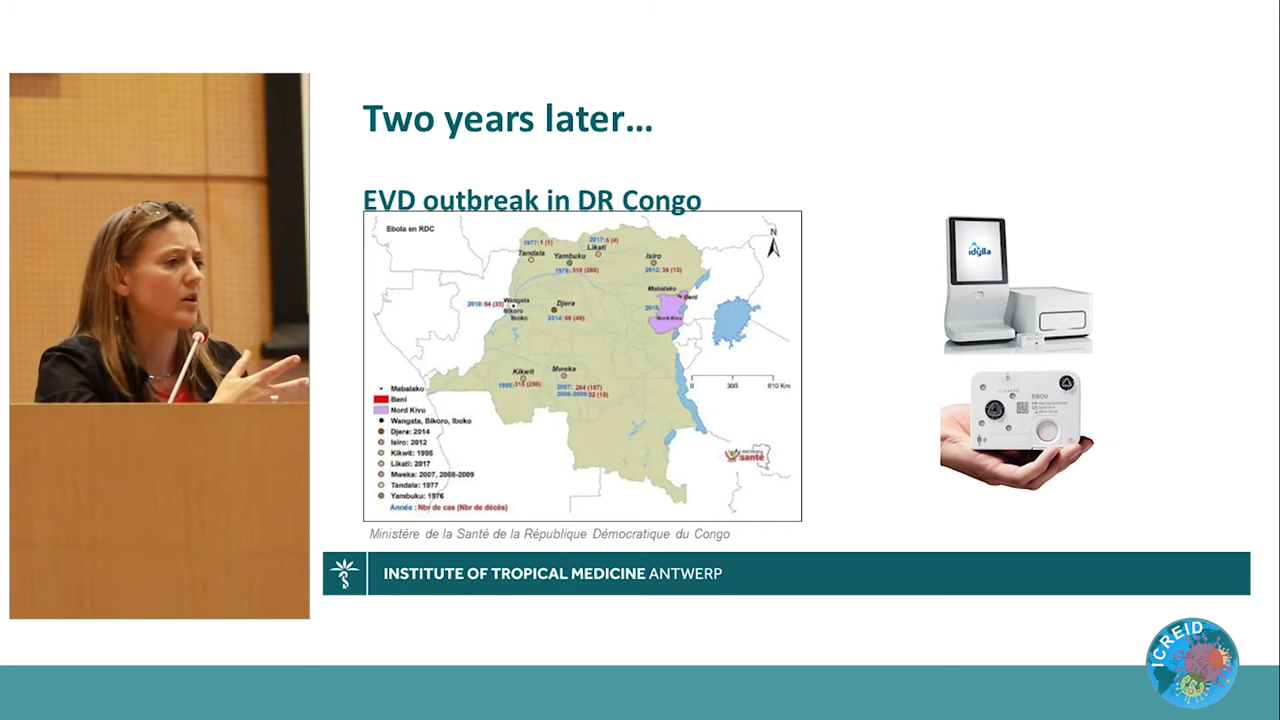 Two years later…
EVD outbreak in DR Congo
Ebola en RDC
N
1977: 1 (1)
Tandala
2017: 8 (4)
Likati
Yambuku
1976: 318 (280)
Isiro
2012: 36 (13)
Mabalako
Beni
2018:
Nord Kivu
2018: 54 (33)
Wangata
Bikoro
Iboko
Djera
2014: 66 (49)
Kikwit
1995: 315 (250)
Mweka
2007: 264 (187)
2008-2009: 32 (15)
0 305 610 Km
Mabalako
Beni
Nord Kivu
Wangata, Bikoro, Iboko
Djera: 2014
Isiro: 2012
Kikwit: 1995
Likati: 2017
Mweka: 2007, 2008-2009
Tandala: 1977
Yambuku: 1976
Année : Nbr de cas (Nbr de décès)
santé
Ministère de la Santé de la République Démocratique du Congo
idylla
EBOV
INSTITUTE OF TROPICAL MEDICINE ANTWERP
ICREID